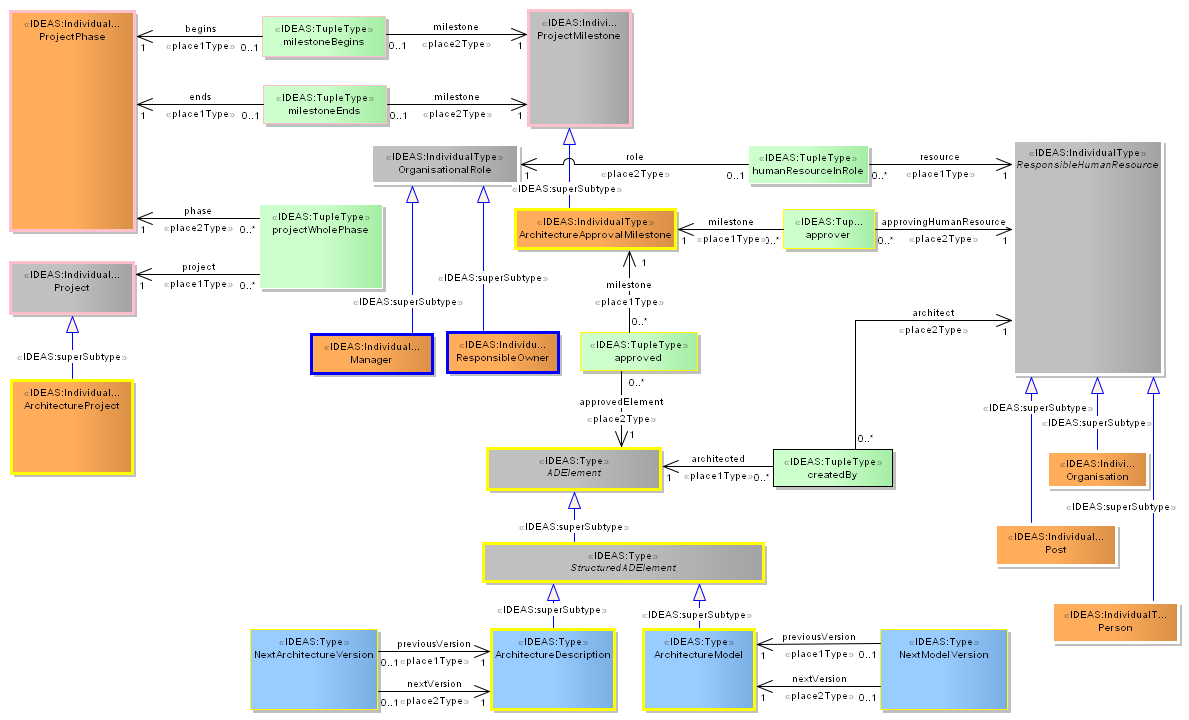 «IDEAS:Individual...
ProjectPhase
begins
«place1Type»
1
0..1
«IDEAS:TupleType»
milestoneBegins
milestone
«place2Type»
0..1
1
«IDEAS:Indivi...
ProjectMilestone
ends
«place1Type»
1
0..1
«IDEAS:TupleType»
milestoneEnds
milestone
«place2Type»
0..1
1
«IDEAS:IndividualType»
OrganisationalRole
role
«place2Type»
1
0..1
«IDEAS:TupleType»
humanResourceInRole
resource
«place1Type»
0..*
1
«IDEAS:IndividualType»
ResponsibleHumanResource
«IDEAS:superSubtype»
phase
«place2Type»
1
0..*
«IDEAS:TupleType»
projectWholePhase
«IDEAS:IndividualType»
ArchitectureApprovalMilestone
milestone
«place1Type»
1
0..*
«IDEAS:Tup...
approver
approvingHumanResource
«place2Type»
0..*
1
project
«place1Type»
1
0..*
«IDEAS:Individual...
Project
1
milestone
«place1Type»
0..*
«IDEAS:superSubtype»
«IDEAS:superSubtype»
architect
«place2Type»
1
«IDEAS:superSubtype»
«IDEAS:Individual...
Manager
«IDEAS:Individu...
ResponsibleOwner
«IDEAS:TupleType»
approved
0..*
approvedElement
«place2Type»
1
«IDEAS:Individual...
ArchitectureProject
«IDEAS:superSubtype»
«IDEAS:superSubtype»
0..*
«IDEAS:Type»
ADElement
architected
«place1Type»
1
0..*
«IDEAS:TupleType»
createdBy
«IDEAS:Indivi...
Organisation
«IDEAS:superSubtype»
«IDEAS:superSubtype»
«IDEAS:Individual...
Post
«IDEAS:Type»
StructuredADElement
«IDEAS:superSubtype»
«IDEAS:superSubtype»
«IDEAS:IndividualT...
Person
«IDEAS:Type»
NextArchitectureVersion
previousVersion
«place1Type»
0..1
1
nextVersion
«place2Type»
0..1
1
«IDEAS:Type»
ArchitectureDescription
«IDEAS:Type»
ArchitectureModel
previousVersion
«place1Type»
1
0..1
nextVersion
«place2Type»
1
0..1
«IDEAS:Type»
NextModelVersion